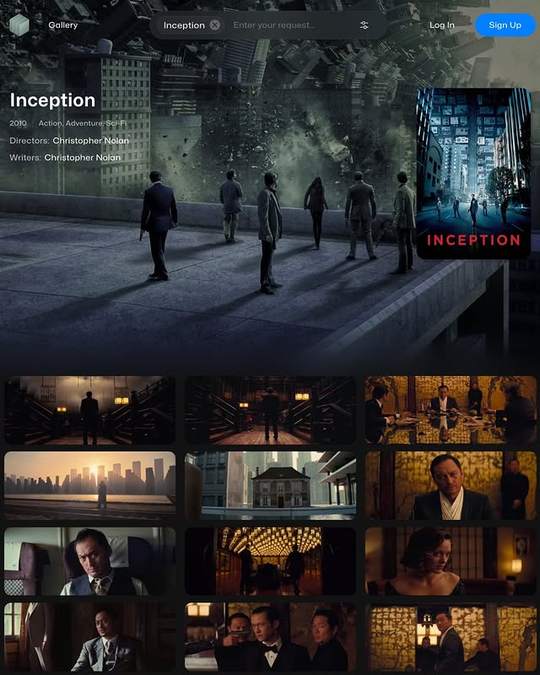 Gallery
Inception
Enter your request...
Log In
Sign Up
Inception
2010 Action, Adventure, Sci-Fi
Directors: Christopher Nolan
Writers: Christopher Nolan
INCEPTION